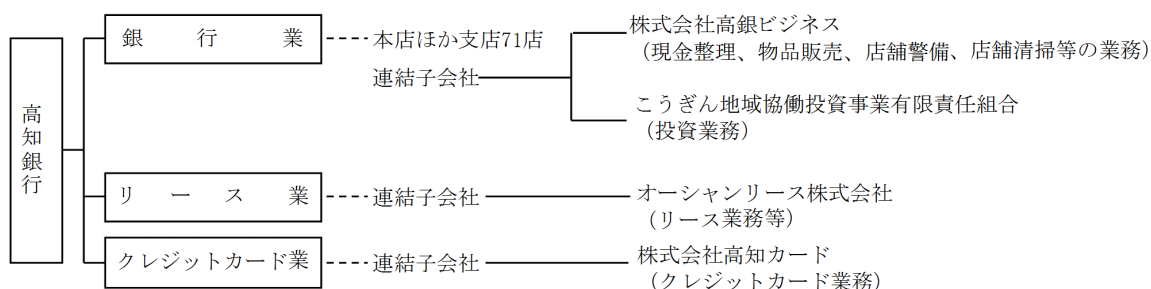 高知銀行
銀行業
本店ほか支店71店
連結子会社
株式会社高銀ビジネス
（現金整理、物品販売、店舗警備、店舗清掃等の業務）
こうぎん地域協働投資事業有限責任組合
（投資業務）
リース業
連結子会社
オーシャンリース株式会社
（リース業務等）
クレジットカード業
連結子会社
株式会社高知カード
（クレジットカード業務）